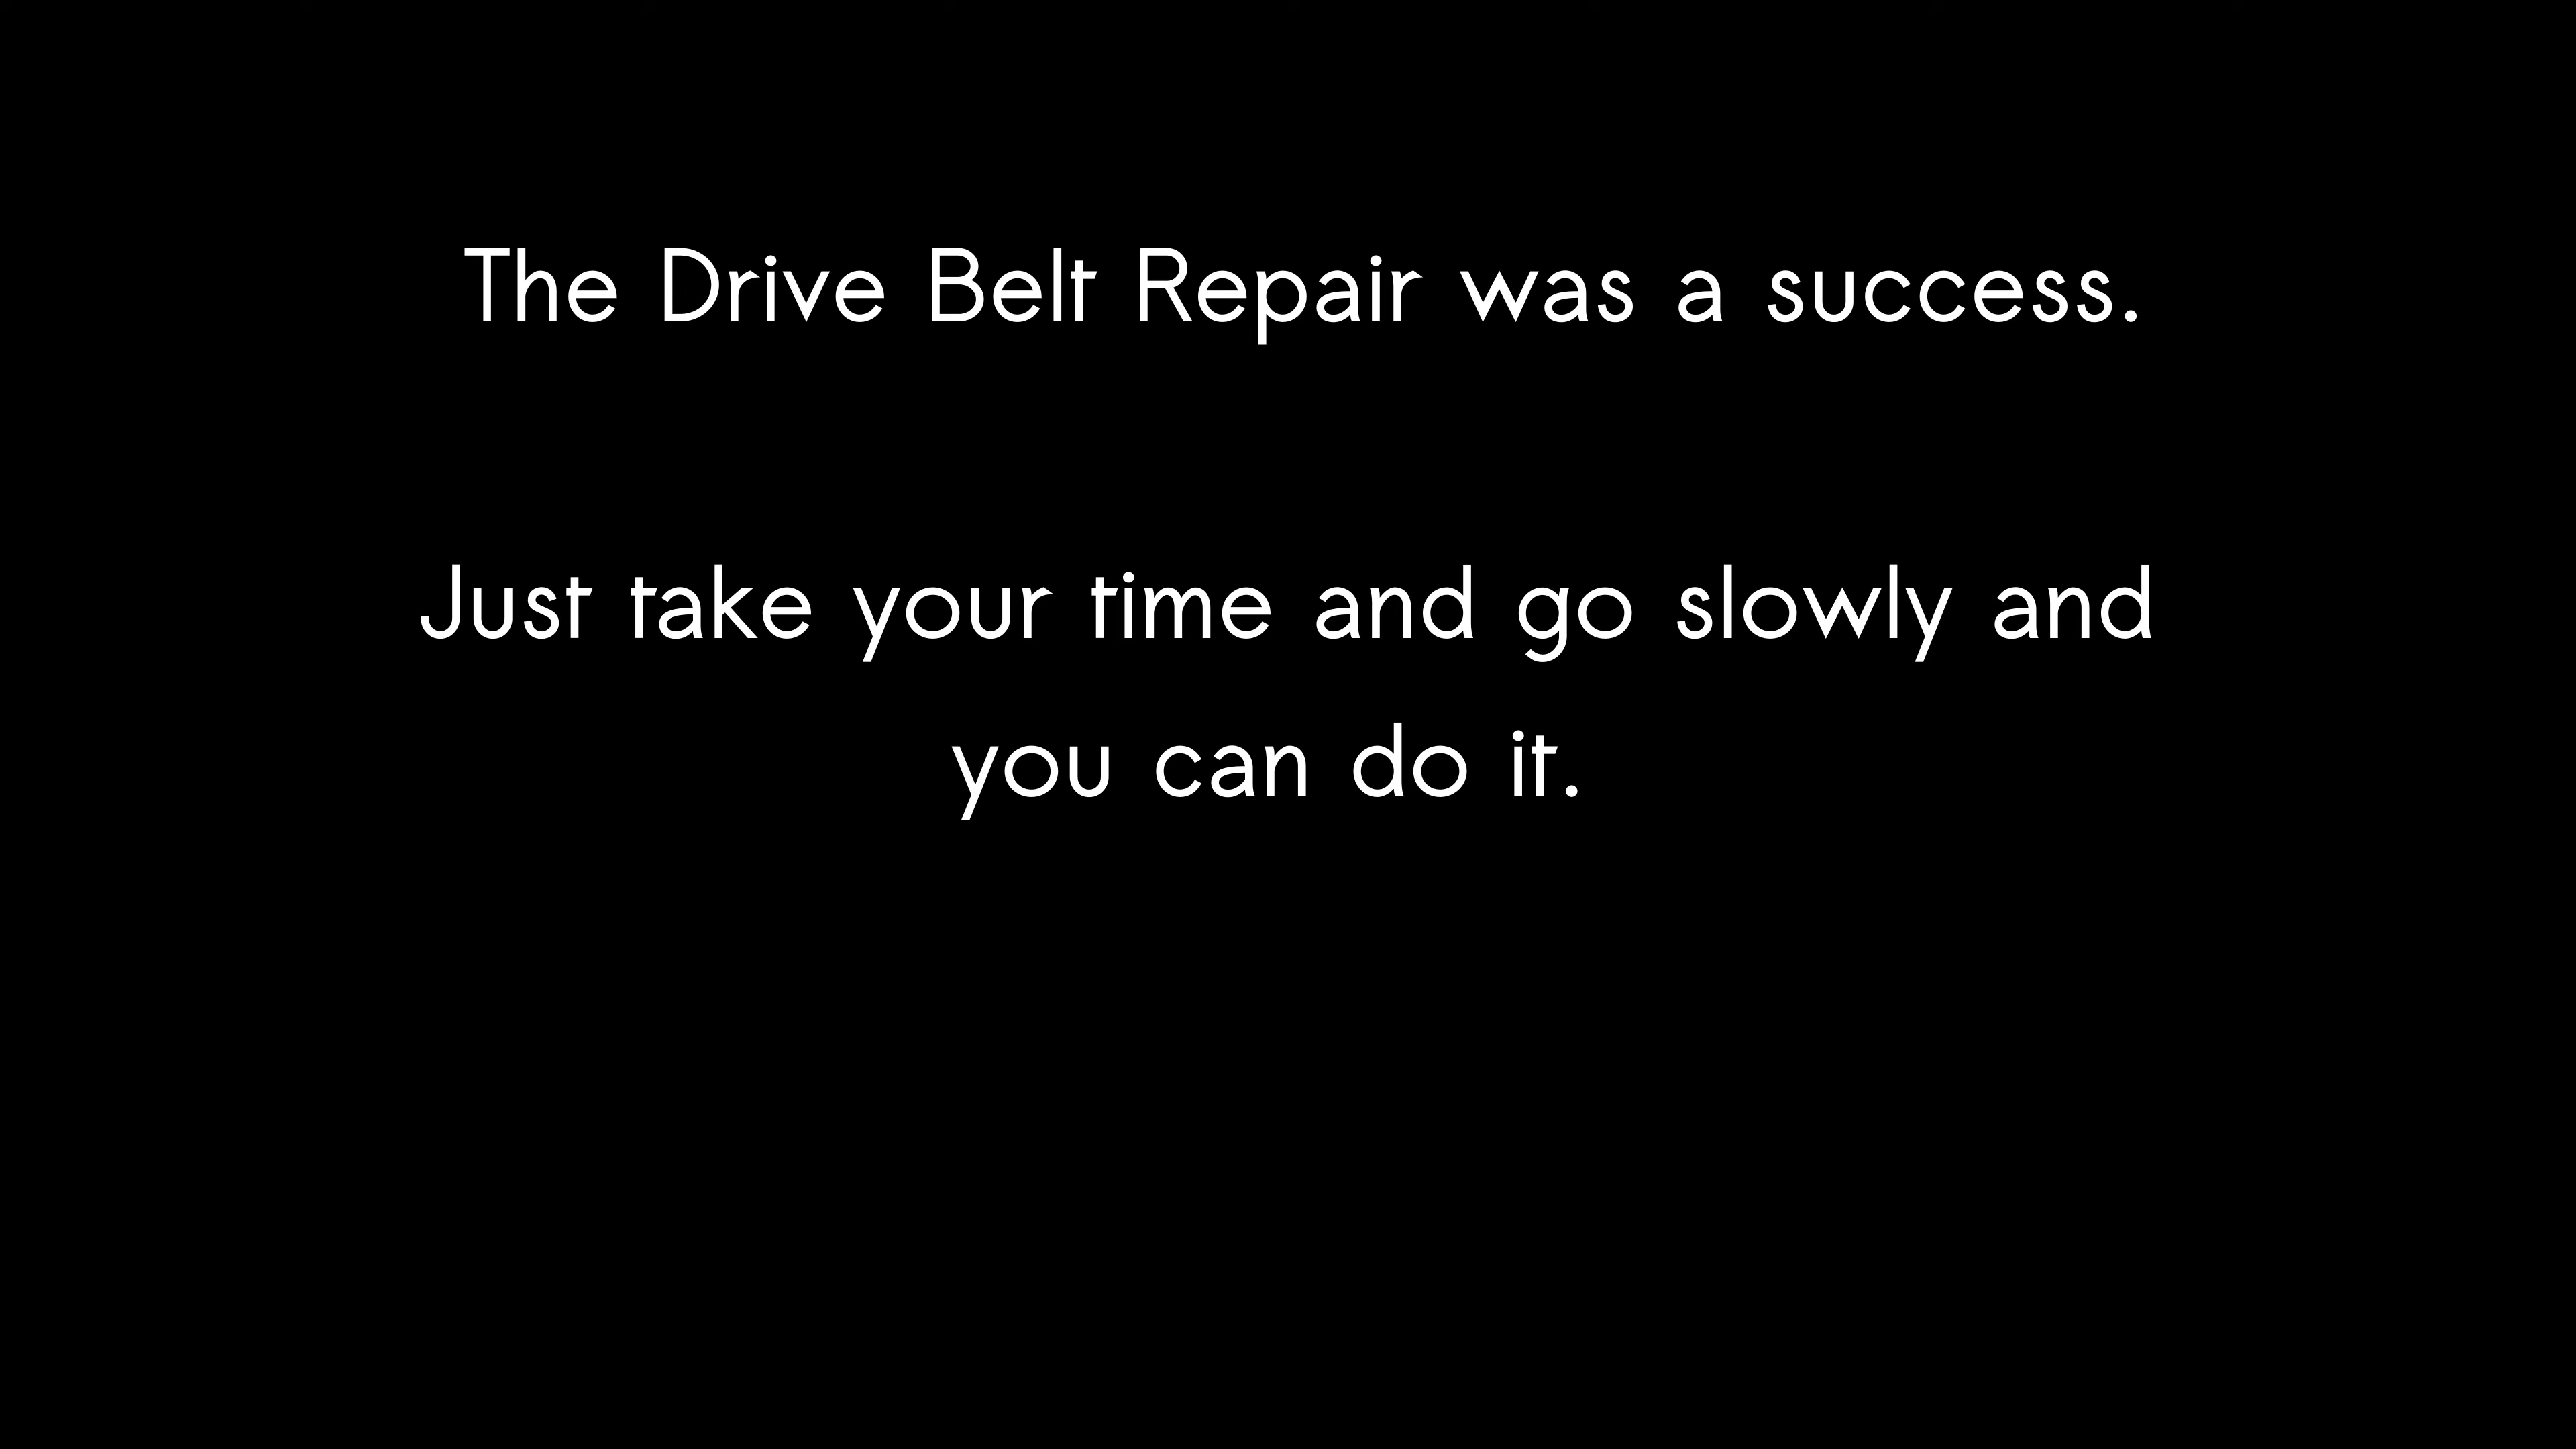 The Drive Belt Repair was a success.
Just take your time and go slowly and
you can do it.